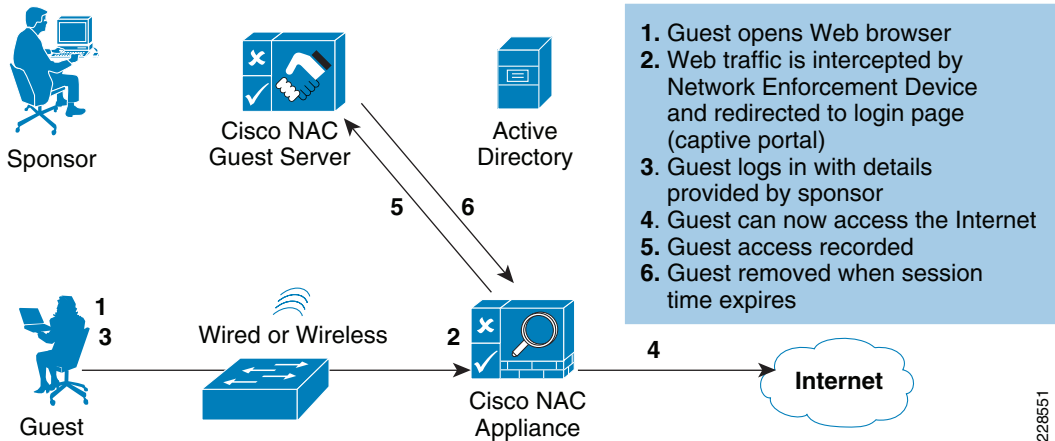 Sponsor
Cisco NAC
Guest Server
Active
Directory
5
6
1. Guest opens Web browser
2. Web traffic is intercepted by
Network Enforcement Device
and redirected to login page
(captive portal)
3. Guest logs in with details
provided by sponsor
4. Guest can now access the Internet
5. Guest access recorded
6. Guest removed when session
time expires
1
3
Guest
Wired or Wireless
2
Cisco NAC
Appliance
4
Internet
228551